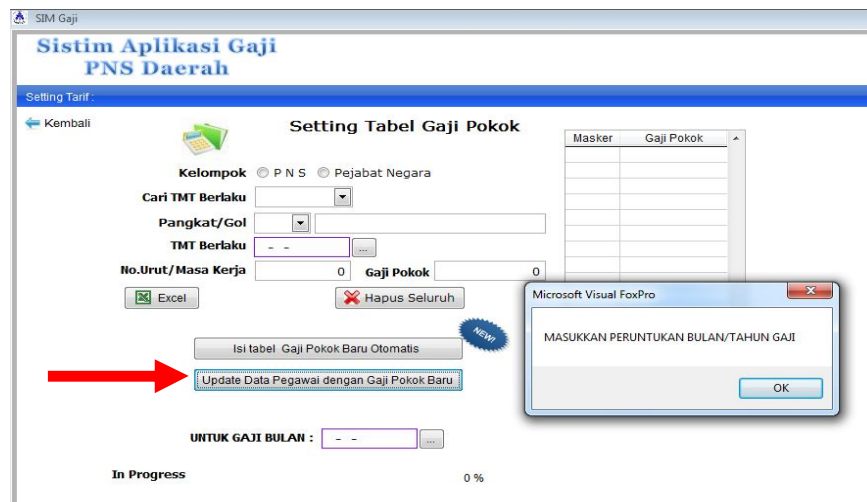 SIM Gaji
Sistim Aplikasi Gaji
PNS Daerah
Setting Tarif :
Kembali
Setting Tabel Gaji Pokok
Masker Gaji Pokok
Kelompok P N S Pejabat Negara
Cari TMT Berlaku
Pangkat/Gol
TMT Berlaku - - ...
No.Urut/Masa Kerja 0 Gaji Pokok 0
Excel Hapus Seluruh
Microsoft Visual FoxPro
MASUKKAN PERUNTUKAN BULAN/TAHUN GAJI
OK
NEW!
Isi tabel Gaji Pokok Baru Otomatis
Update Data Pegawai dengan Gaji Pokok Baru
UNTUK GAJI BULAN : - - ...
In Progress 0 %